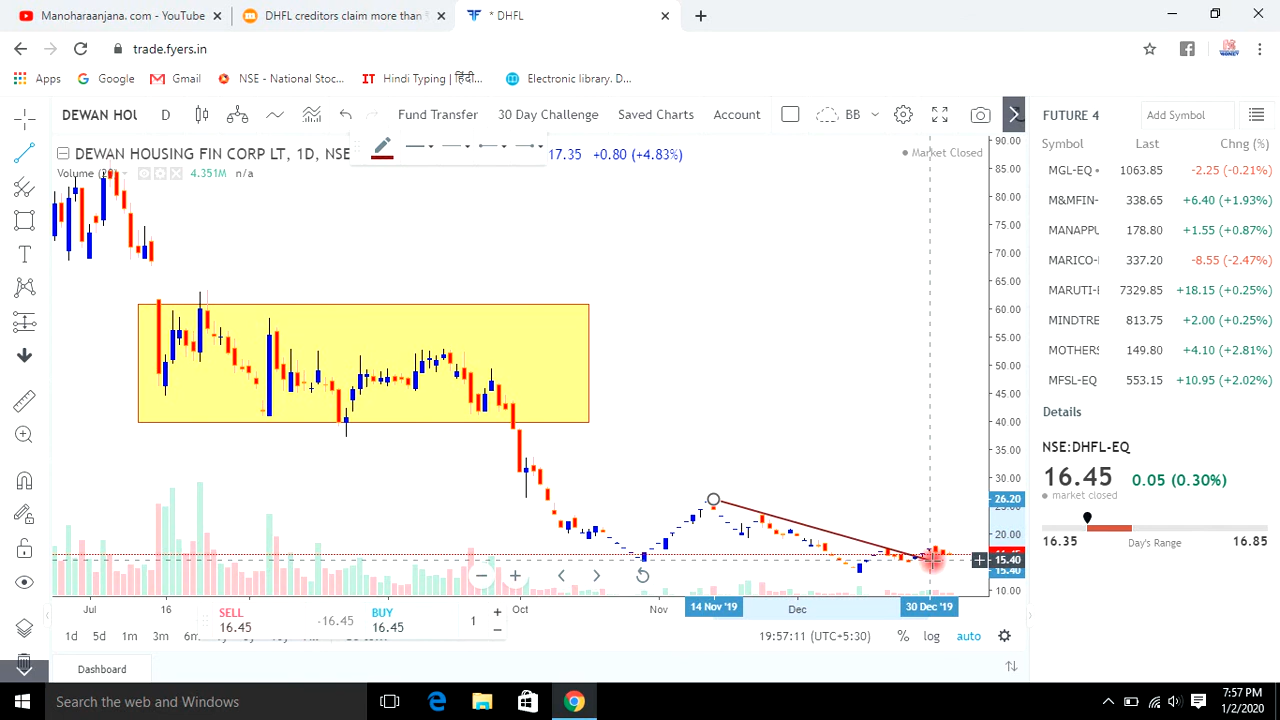 Manoharaanjana. com - YouTube
DHFL creditors claim more than
* DHFL
trade.fyers.in
Apps
Google
Gmail
NSE - National Stoc...
IT Hindi Typing | हिंदी...
Electronic library. D...
DEWAN HOU
D
Fund Transfer
30 Day Challenge
Saved Charts
Account
BB
FUTURE 4
Add Symbol
DEWAN HOUSING FIN CORP LT, 1D, NSE
17.35 +0.80 (+4.83%)
Market Closed
Volume (20)
4.351M n/a
Symbol Last Chng (%)
MGL-EQ 1063.85 -2.25 (-0.21%)
M&MFIN- 338.65 +6.40 (+1.93%)
MANAPPU 178.80 +1.55 (+0.87%)
MARICO- 337.20 -8.55 (-2.47%)
MARUTI- 7329.85 +18.15 (+0.25%)
MINDTRE 813.75 +2.00 (+0.25%)
MOTHERS 149.80 +4.10 (+2.81%)
MFSL-EQ 553.15 +10.95 (+2.02%)
Details
NSE:DHFL-EQ
16.45 0.05 (0.30%)
market closed
16.35 Day's Range 16.85
90.00
85.00
80.00
75.00
70.00
65.00
60.00
55.00
50.00
45.00
40.00
35.00
30.00
26.20
25.00
20.00
16.45
15.40
15.40
10.00
Jul
16
Oct
Nov
14 Nov '19
Dec
30 Dec '19
SELL
16.45
-16.45
BUY
16.45
1
1d 5d 1m 3m 6m
19:57:11 (UTC+5:30)
% log auto
Dashboard
Search the Web and Windows
7:57 PM
1/2/2020